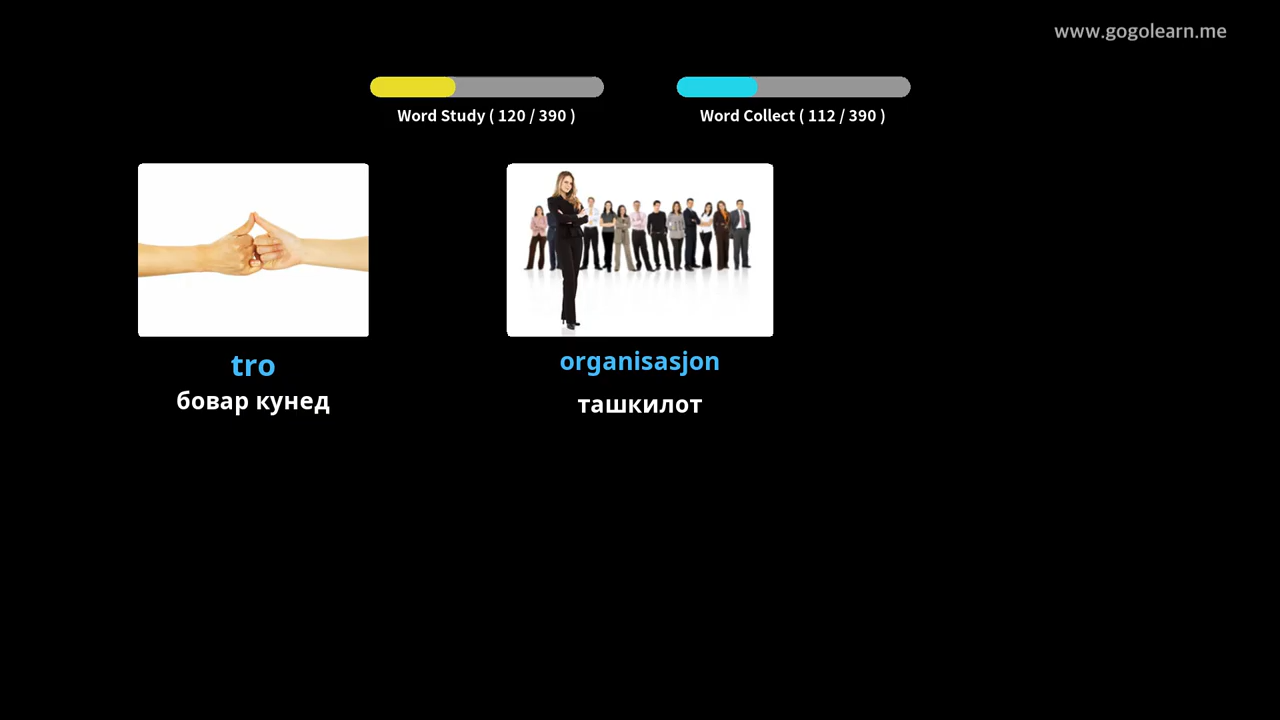 www.gogolearn.me
Word Study ( 120 / 390 )
Word Collect ( 112 / 390 )
tro
бовар кунед
organisasjon
ташкилот